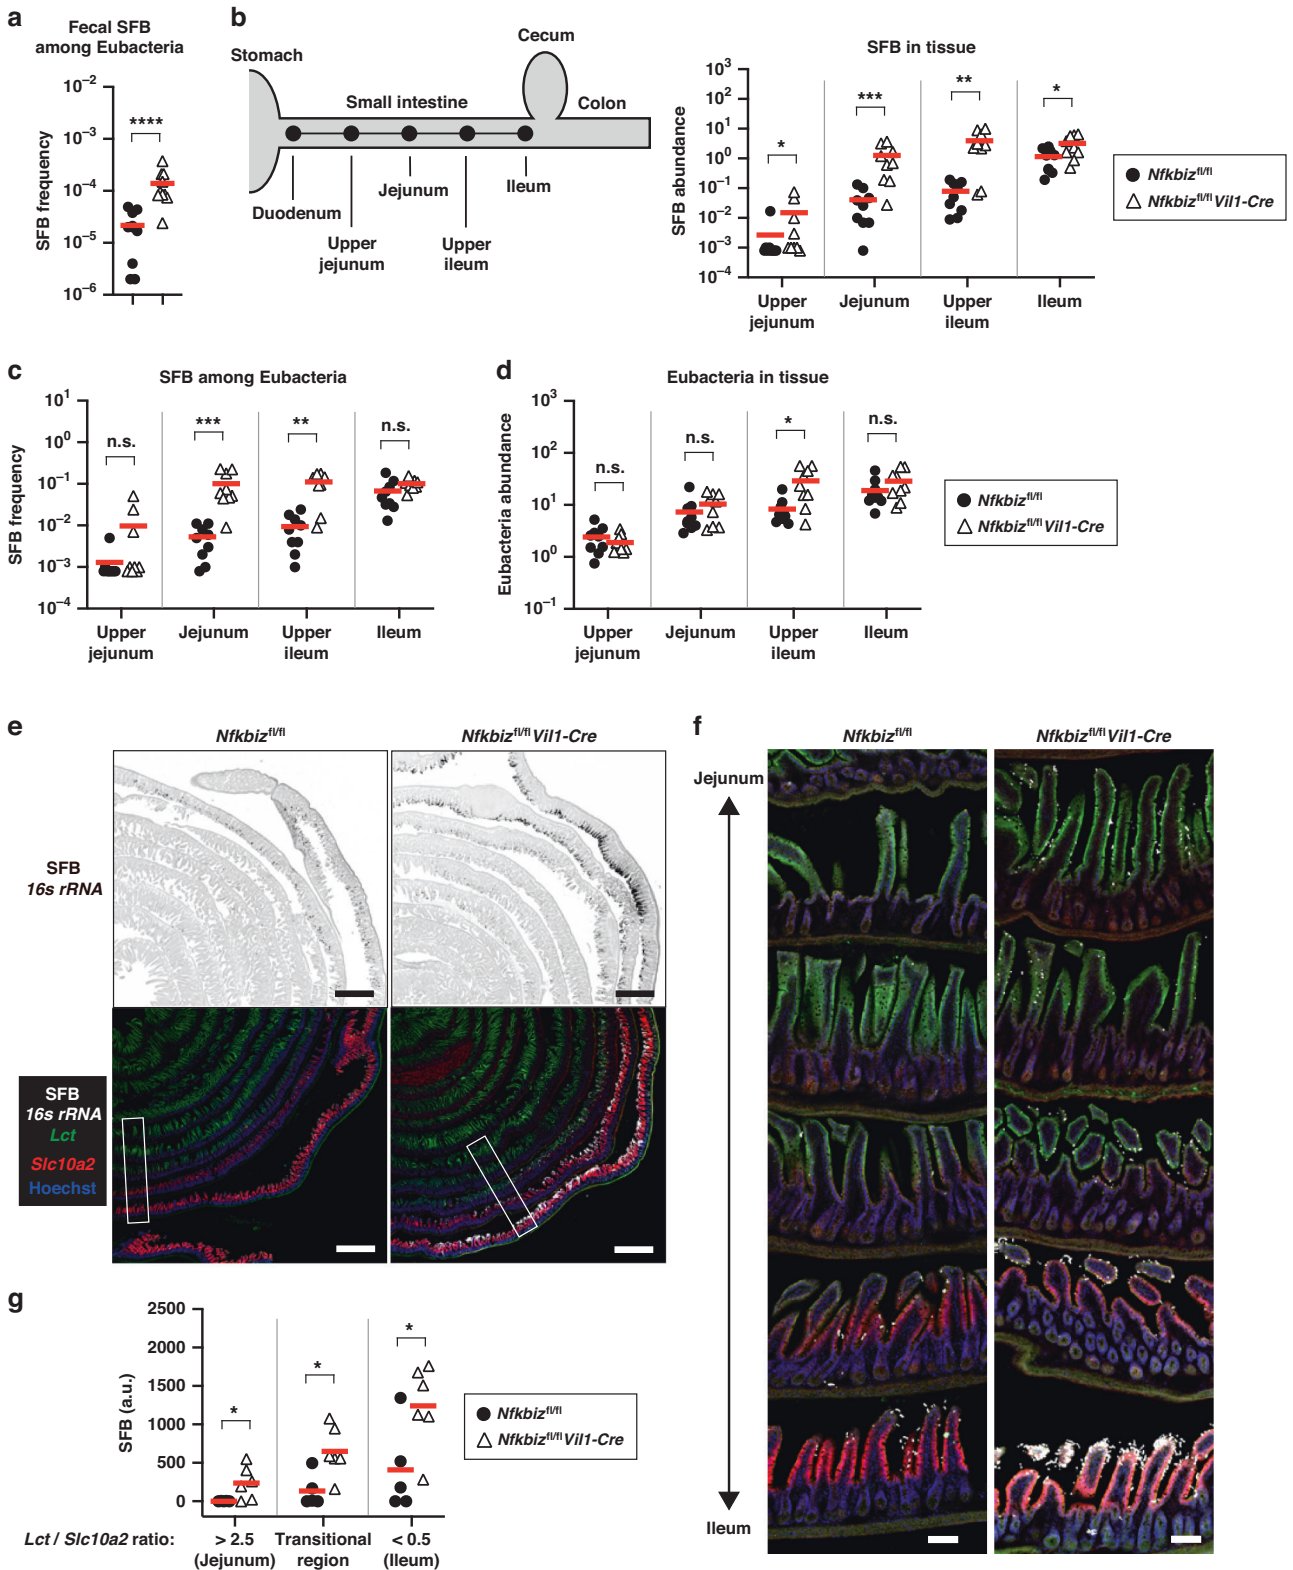 a
Fecal SFB
among Eubacteria
SFB frequency
10⁻²
10⁻³
10⁻⁴
10⁻⁵
10⁻⁶
****
b
Stomach
Cecum
Small intestine
Colon
Duodenum
Upper
jejunum
Jejunum
Upper
ileum
Ileum
SFB in tissue
SFB abundance
10³
10²
10¹
10⁰
10⁻¹
10⁻²
10⁻³
10⁻⁴
*
***
**
*
Upper
jejunum
Jejunum
Upper
ileum
Ileum
Nfkbiz^fl/fl
Nfkbiz^fl/fl Vil1-Cre
c
SFB among Eubacteria
SFB frequency
10¹
10⁰
10⁻¹
10⁻²
10⁻³
10⁻⁴
n.s.
***
**
n.s.
Upper
jejunum
Jejunum
Upper
ileum
Ileum
d
Eubacteria in tissue
Eubacteria abundance
10³
10²
10¹
10⁰
10⁻¹
n.s.
n.s.
*
n.s.
Upper
jejunum
Jejunum
Upper
ileum
Ileum
Nfkbiz^fl/fl
Nfkbiz^fl/fl Vil1-Cre
e
Nfkbiz^fl/fl
Nfkbiz^fl/fl Vil1-Cre
SFB
16s rRNA
SFB
16s rRNA
Lct
Slc10a2
Hoechst
f
Nfkbiz^fl/fl
Nfkbiz^fl/fl Vil1-Cre
Jejunum
Ileum
g
SFB (a.u.)
2500
2000
1500
1000
500
0
*
*
*
Nfkbiz^fl/fl
Nfkbiz^fl/fl Vil1-Cre
Lct / Slc10a2 ratio:
> 2.5
(Jejunum)
Transitional
region
< 0.5
(Ileum)